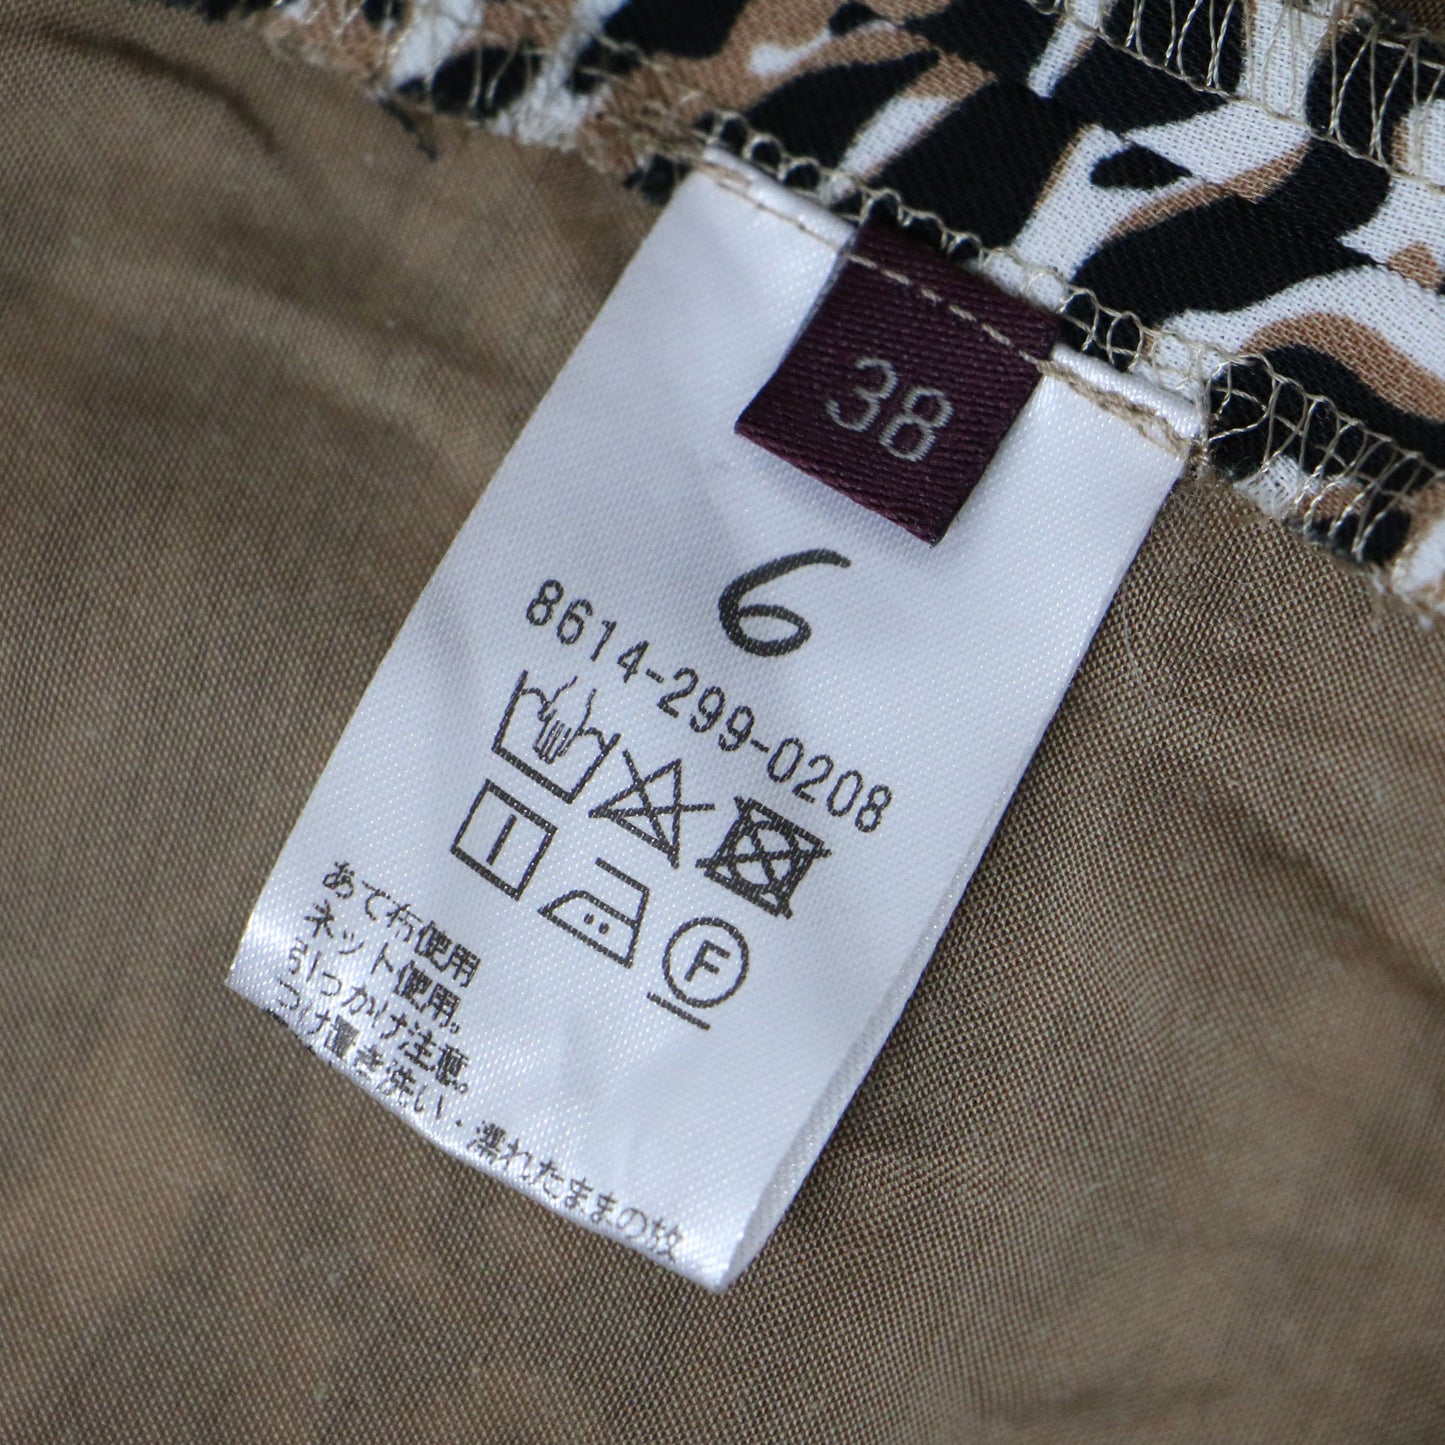 38
6
8614-299-0208
F
あて布使用
ネット使用。
引っかけ注意。
つけ置き洗い・濡れたままの放